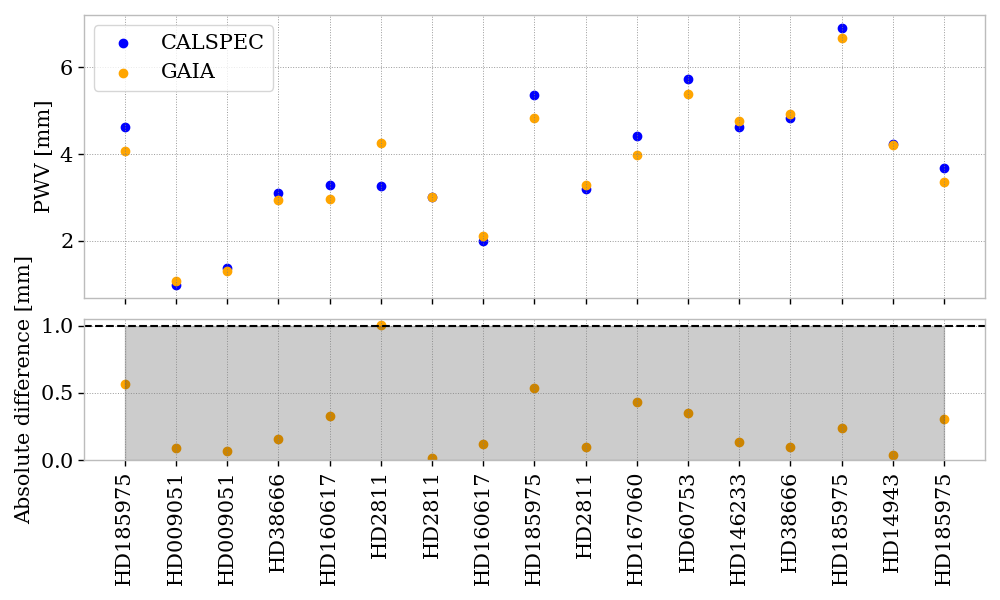 CALSPEC
GAIA
PWV [mm]
6
4
2
Absolute difference [mm]
1.0
0.5
0.0
HD185975
HD009051
HD009051
HD38666
HD160617
HD2811
HD2811
HD160617
HD185975
HD2811
HD167060
HD60753
HD146233
HD38666
HD185975
HD14943
HD185975